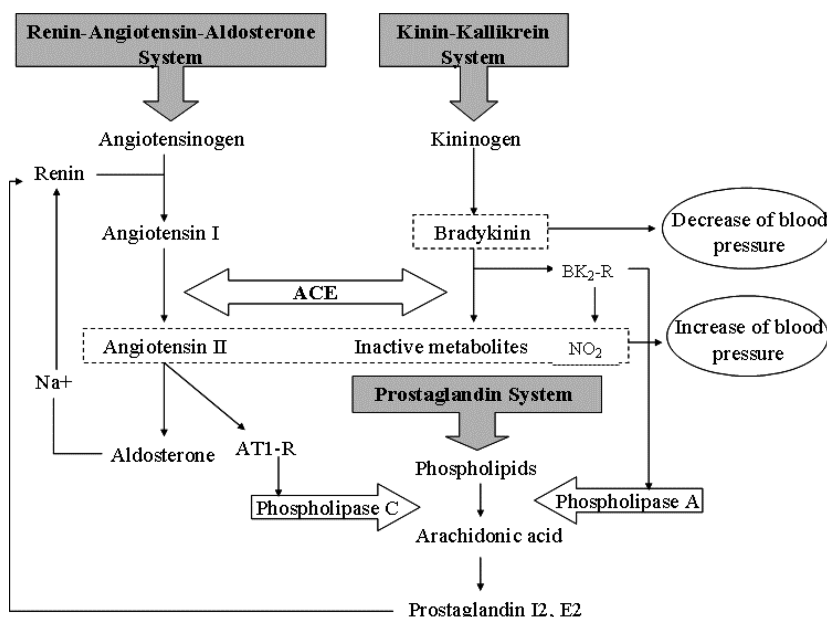 Renin-Angiotensin-Aldosterone
System
Kinin-Kallikrein
System
Angiotensinogen
Kininogen
Renin
Angiotensin I
Bradykinin
Decrease of blood
pressure
ACE
BK2-R
Angiotensin II
Inactive metabolites
NO2
Increase of blood
pressure
Na+
Prostaglandin System
Aldosterone
AT1-R
Phospholipids
Phospholipase C
Phospholipase A
Arachidonic acid
Prostaglandin I2, E2